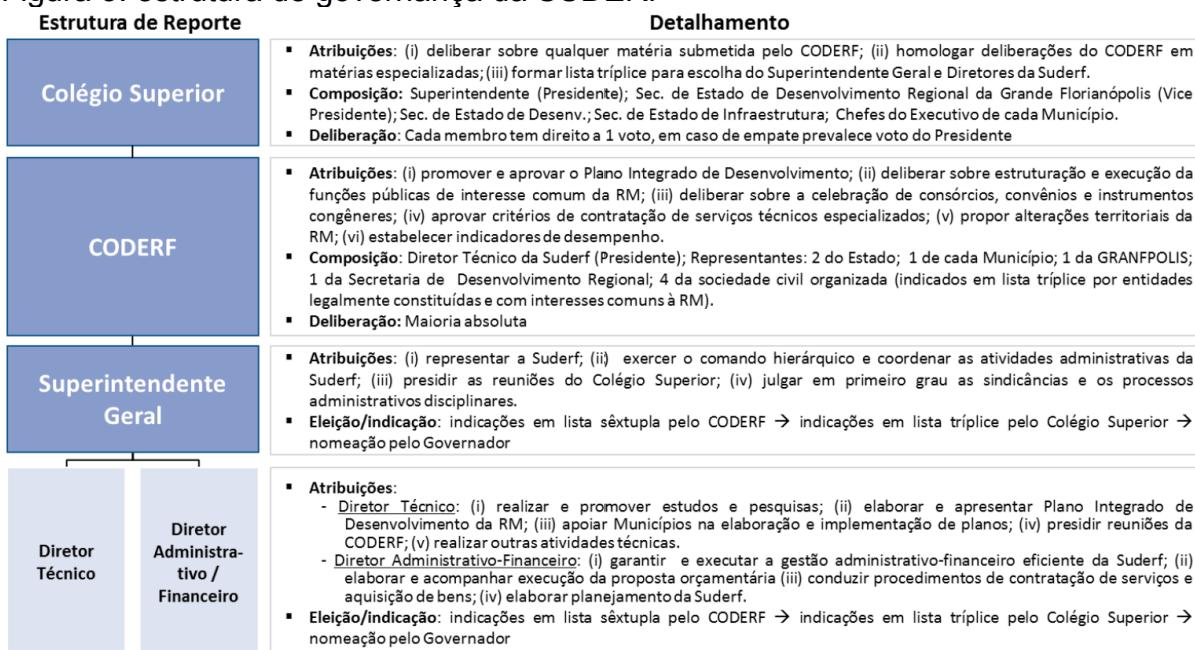 Figura 3: estrutura de governança da SUDERF
Estrutura de Reporte
Detalhamento
Colégio Superior
▪ Atribuições: (i) deliberar sobre qualquer matéria submetida pelo CODERF; (ii) homologar deliberações do CODERF em
matérias especializadas; (iii) formar lista tríplice para escolha do Superintendente Geral e Diretores da Suderf.
▪ Composição: Superintendente (Presidente); Sec. de Estado de Desenvolvimento Regional da Grande Florianópolis (Vice
Presidente); Sec. de Estado de Desenv.; Sec. de Estado de Infraestrutura; Chefes do Executivo de cada Município.
▪ Deliberação: Cada membro tem direito a 1 voto, em caso de empate prevalece voto do Presidente
CODERF
▪ Atribuições: (i) promover e aprovar o Plano Integrado de Desenvolvimento; (ii) deliberar sobre estruturação e execução da
funções públicas de interesse comum da RM; (iii) deliberar sobre a celebração de consórcios, convênios e instrumentos
congêneres; (iv) aprovar critérios de contratação de serviços técnicos especializados; (v) propor alterações territoriais da
RM; (vi) estabelecer indicadores de desempenho.
▪ Composição: Diretor Técnico da Suderf (Presidente); Representantes: 2 do Estado; 1 de cada Município; 1 da GRANFPOLIS;
1 da Secretaria de Desenvolvimento Regional; 4 da sociedade civil organizada (indicados em lista tríplice por entidades
legalmente constituídas e com interesses comuns à RM).
▪ Deliberação: Maioria absoluta
Superintendente
Geral
▪ Atribuições: (i) representar a Suderf; (ii) exercer o comando hierárquico e coordenar as atividades administrativas da
Suderf; (iii) presidir as reuniões do Colégio Superior; (iv) julgar em primeiro grau as sindicâncias e os processos
administrativos disciplinares.
▪ Eleição/indicação: indicações em lista sêxtupla pelo CODERF → indicações em lista tríplice pelo Colégio Superior →
nomeação pelo Governador
Diretor
Técnico
Diretor
Administra-
tivo /
Financeiro
▪ Atribuições:
- Diretor Técnico: (i) realizar e promover estudos e pesquisas; (ii) elaborar e apresentar Plano Integrado de
Desenvolvimento da RM; (iii) apoiar Municípios na elaboração e implementação de planos; (iv) presidir reuniões da
CODERF; (v) realizar outras atividades técnicas.
- Diretor Administrativo-Financeiro: (i) garantir e executar a gestão administrativo-financeiro eficiente da Suderf; (ii)
elaborar e acompanhar execução da proposta orçamentária (iii) conduzir procedimentos de contratação de serviços e
aquisição de bens; (iv) elaborar planejamento da Suderf.
▪ Eleição/indicação: indicações em lista sêxtupla pelo CODERF → indicações em lista tríplice pelo Colégio Superior →
nomeação pelo Governador